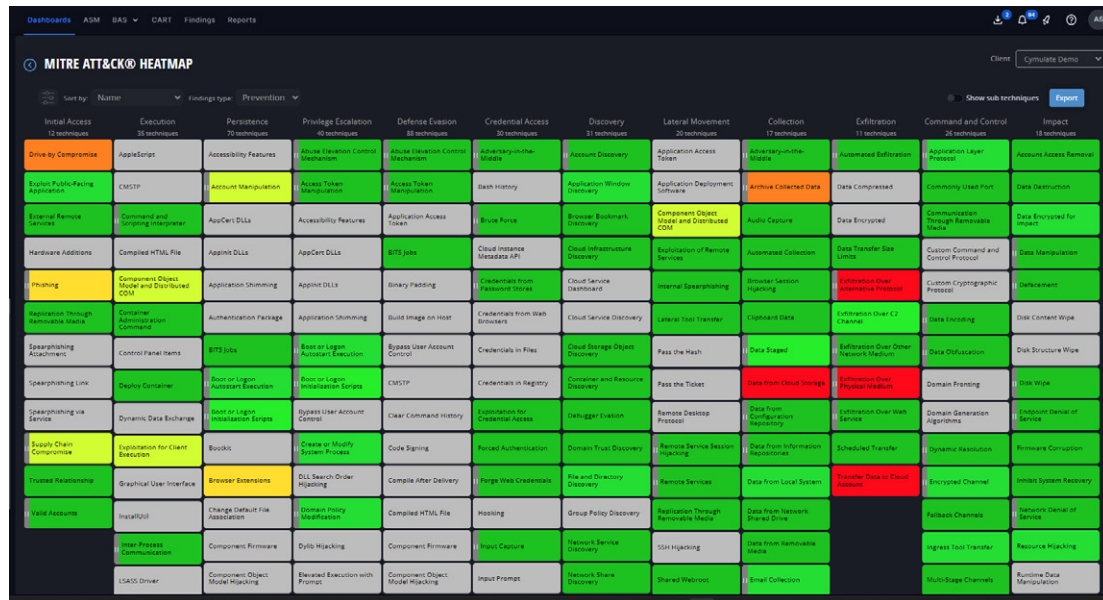 Dashboards ASM BAS CART Findings Reports
MITRE ATT&CK® HEATMAP
Client Cymulate Demo
Sort by: Name Findings type: Prevention Show sub techniques Export
Initial Access Execution Persistence Privilege Escalation Defense Evasion Credential Access Discovery Lateral Movement Collection Exfiltration Command and Control Impact
12 techniques 35 techniques 70 techniques 40 techniques 88 techniques 30 techniques 31 techniques 20 techniques 17 techniques 11 techniques 26 techniques 18 techniques
Drive-by Compromise AppleScript Accessibility Features Abuse Elevation Control Mechanism Abuse Elevation Control Mechanism Adversary-in-the-Middle Account Discovery Application Access Token Adversary-in-the-Middle Automated Exfiltration Application Layer Protocol Account Access Removal
Exploit Public-Facing Application CMSTP Account Manipulation Access Token Manipulation Access Token Manipulation Bash History Application Window Discovery Application Deployment Software Archive Collected Data Data Compressed Commonly Used Port Data Destruction
External Remote Services Command and Scripting Interpreter AppCert DLLs Accessibility Features Application Access Token Brute Force Browser Bookmark Discovery Component Object Model and Distributed COM Audio Capture Data Encrypted Communication Through Removable Media Data Encrypted for Impact
Hardware Additions Compiled HTML File AppInit DLLs AppCert DLLs BITS Jobs Cloud Instance Metadata API Cloud Infrastructure Discovery Exploitation of Remote Services Automated Collection Data Transfer Size Limits Custom Command and Control Protocol Data Manipulation
Phishing Component Object Model and Distributed COM Application Shimming AppInit DLLs Binary Padding Credentials from Password Stores Cloud Service Dashboard Internal Spearphishing Browser Session Hijacking Exfiltration Over Alternative Protocol Custom Cryptographic Protocol Defacement
Replication Through Removable Media Container Administration Command Authentication Package Application Shimming Build Image on Host Credentials from Web Browsers Cloud Service Discovery Lateral Tool Transfer Clipboard Data Exfiltration Over C2 Channel Data Encoding Disk Content Wipe
Spearphishing Attachment Control Panel Items BITS Jobs Boot or Logon Autostart Execution Bypass User Account Control Credentials in Files Cloud Storage Object Discovery Pass the Hash Data Staged Exfiltration Over Other Network Medium Data Obfuscation Disk Structure Wipe
Spearphishing Link Deploy Container Boot or Logon Autostart Execution Boot or Logon Initialization Scripts CMSTP Credentials in Registry Container and Resource Discovery Pass the Ticket Data from Cloud Storage Exfiltration Over Physical Medium Domain Fronting Disk Wipe
Spearphishing via Service Dynamic Data Exchange Boot or Logon Initialization Scripts Bypass User Account Control Clear Command History Exploitation for Credential Access Debugger Evasion Remote Desktop Protocol Data from Configuration Repository Exfiltration Over Web Service Domain Generation Algorithms Endpoint Denial of Service
Supply Chain Compromise Exploitation for Client Execution Bootkit Create or Modify System Process Code Signing Forced Authentication Domain Trust Discovery Remote Service Session Hijacking Data from Information Repositories Scheduled Transfer Dynamic Resolution Firmware Corruption
Trusted Relationship Graphical User Interface Browser Extensions DLL Search Order Hijacking Compile After Delivery Forge Web Credentials File and Directory Discovery Remote Services Data from Local System Transfer Data to Cloud Account Encrypted Channel Inhibit System Recovery
Valid Accounts InstallUtil Change Default File Association Domain Policy Modification Compiled HTML File Hooking Group Policy Discovery Replication Through Removable Media Data from Network Shared Drive Fallback Channels Network Denial of Service
Inter-Process Communication Component Firmware Dylib Hijacking Component Firmware Input Capture Network Service Discovery SSH Hijacking Data from Removable Media Ingress Tool Transfer Resource Hijacking
LSASS Driver Component Object Model Hijacking Elevated Execution with Prompt Component Object Model Hijacking Input Prompt Network Share Discovery Shared Webroot Email Collection Multi-Stage Channels Runtime Data Manipulation